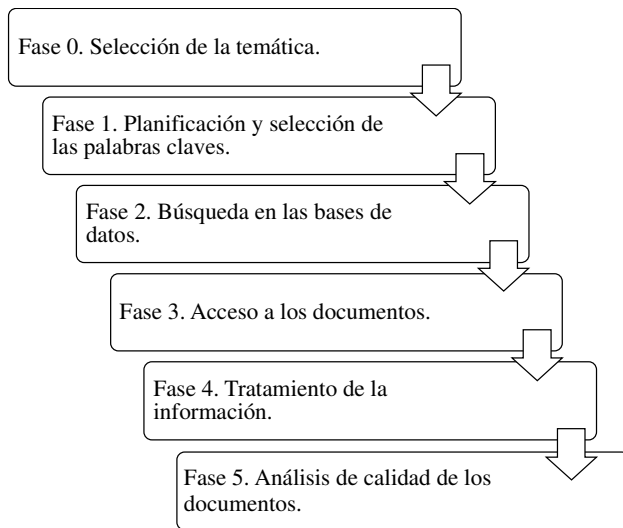 Fase 0. Selección de la temática.
Fase 1. Planificación y selección de
las palabras claves.
Fase 2. Búsqueda en las bases de
datos.
Fase 3. Acceso a los documentos.
Fase 4. Tratamiento de la
información.
Fase 5. Análisis de calidad de los
documentos.